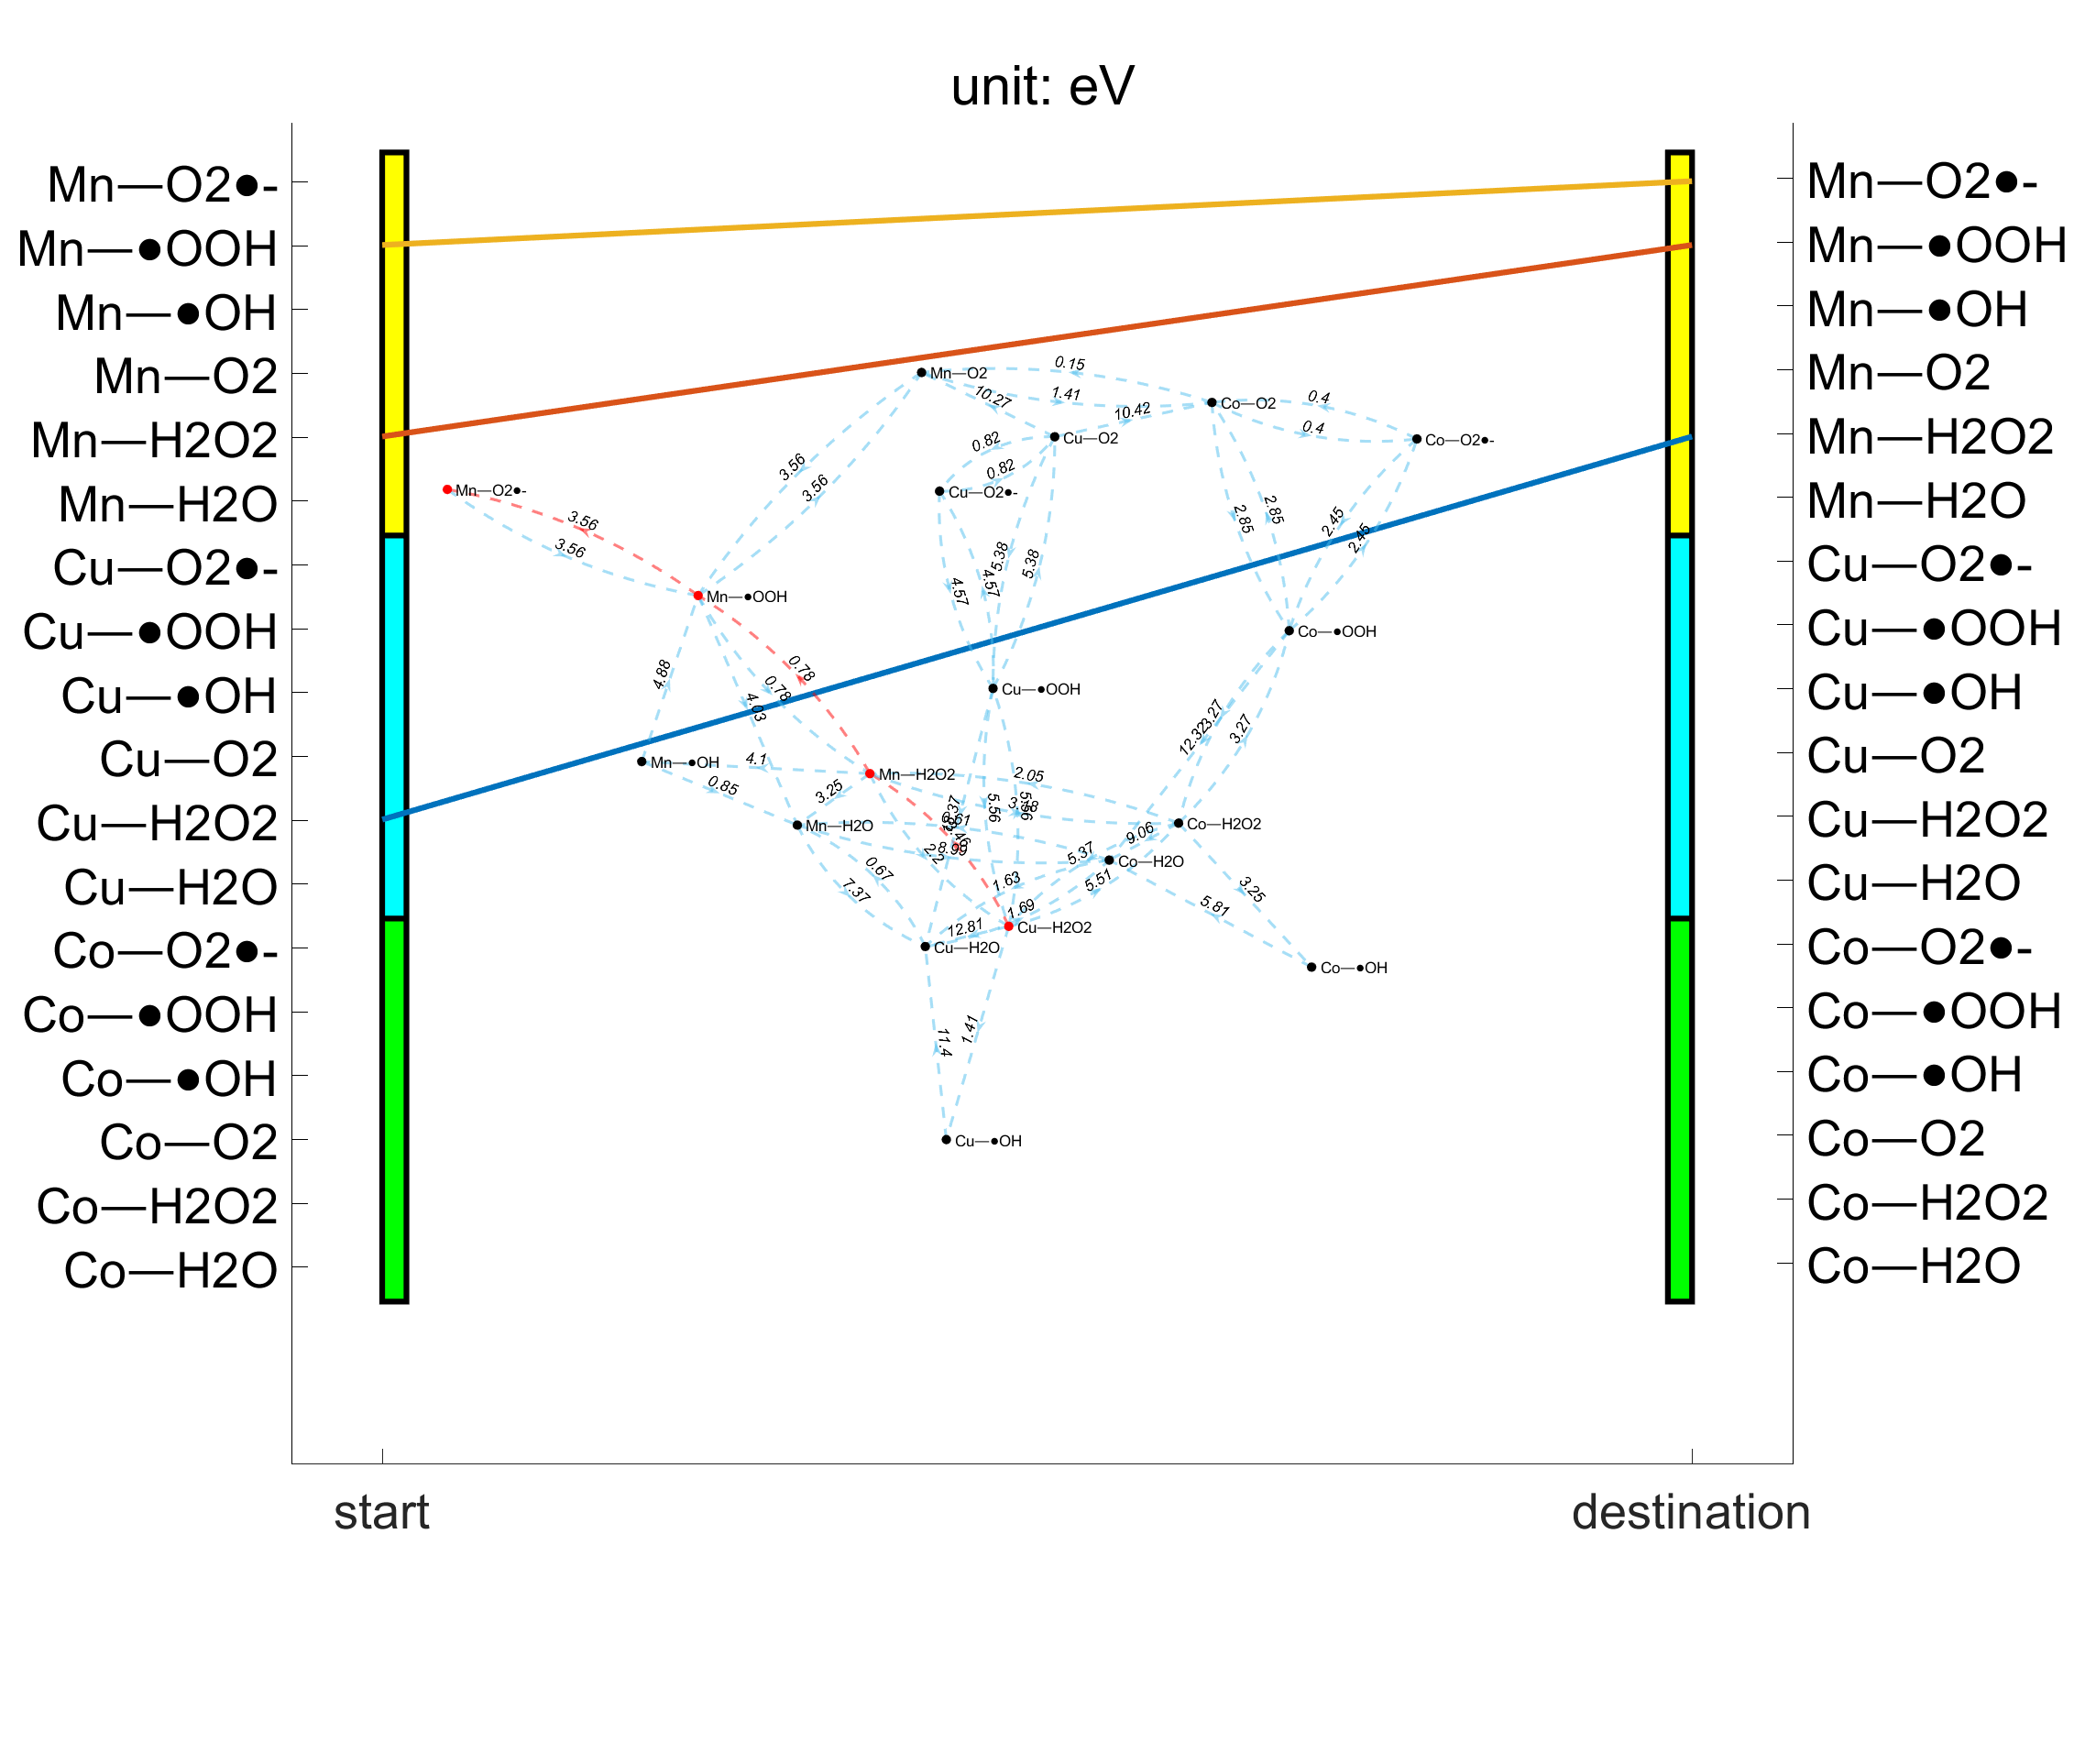 unit: eV
Mn—O2●-
Mn—●OOH
Mn—●OH
Mn—O2
Mn—H2O2
Mn—H2O
Cu—O2●-
Cu—●OOH
Cu—●OH
Cu—O2
Cu—H2O2
Cu—H2O
Co—O2●-
Co—●OOH
Co—●OH
Co—O2
Co—H2O2
Co—H2O
Mn—O2●-
Mn—●OOH
Mn—●OH
Mn—O2
Mn—H2O2
Mn—H2O
Cu—O2●-
Cu—●OOH
Cu—●OH
Cu—O2
Cu—H2O2
Cu—H2O
Co—O2●-
Co—●OOH
Co—●OH
Co—O2
Co—H2O2
Co—H2O
0.15
Mn—O2
10.27
1.41
10.42
Co—O2
0.4
0.4
Co—O2●-
Cu—O2
0.82
0.82
3.56
3.56
Mn—O2●-
Cu—O2●-
3.56
3.56
2.85
2.85
2.45
2.45
5.38
5.38
4.57
4.57
Mn—●OOH
Co—●OOH
4.88
0.78
0.78
4.03
Cu—●OOH
12.32
3.27
3.27
Mn—●OH
4.1
0.85
Mn—H2O2
2.05
3.25
5.56
Mn—H2O
Co—H2O2
9.06
2.2
8.99
5.37
Co—H2O
0.67
7.37
1.63
5.51
3.25
1.69
5.81
12.81
Cu—H2O2
Cu—H2O
Co—●OH
11.4
1.41
Cu—●OH
start
destination